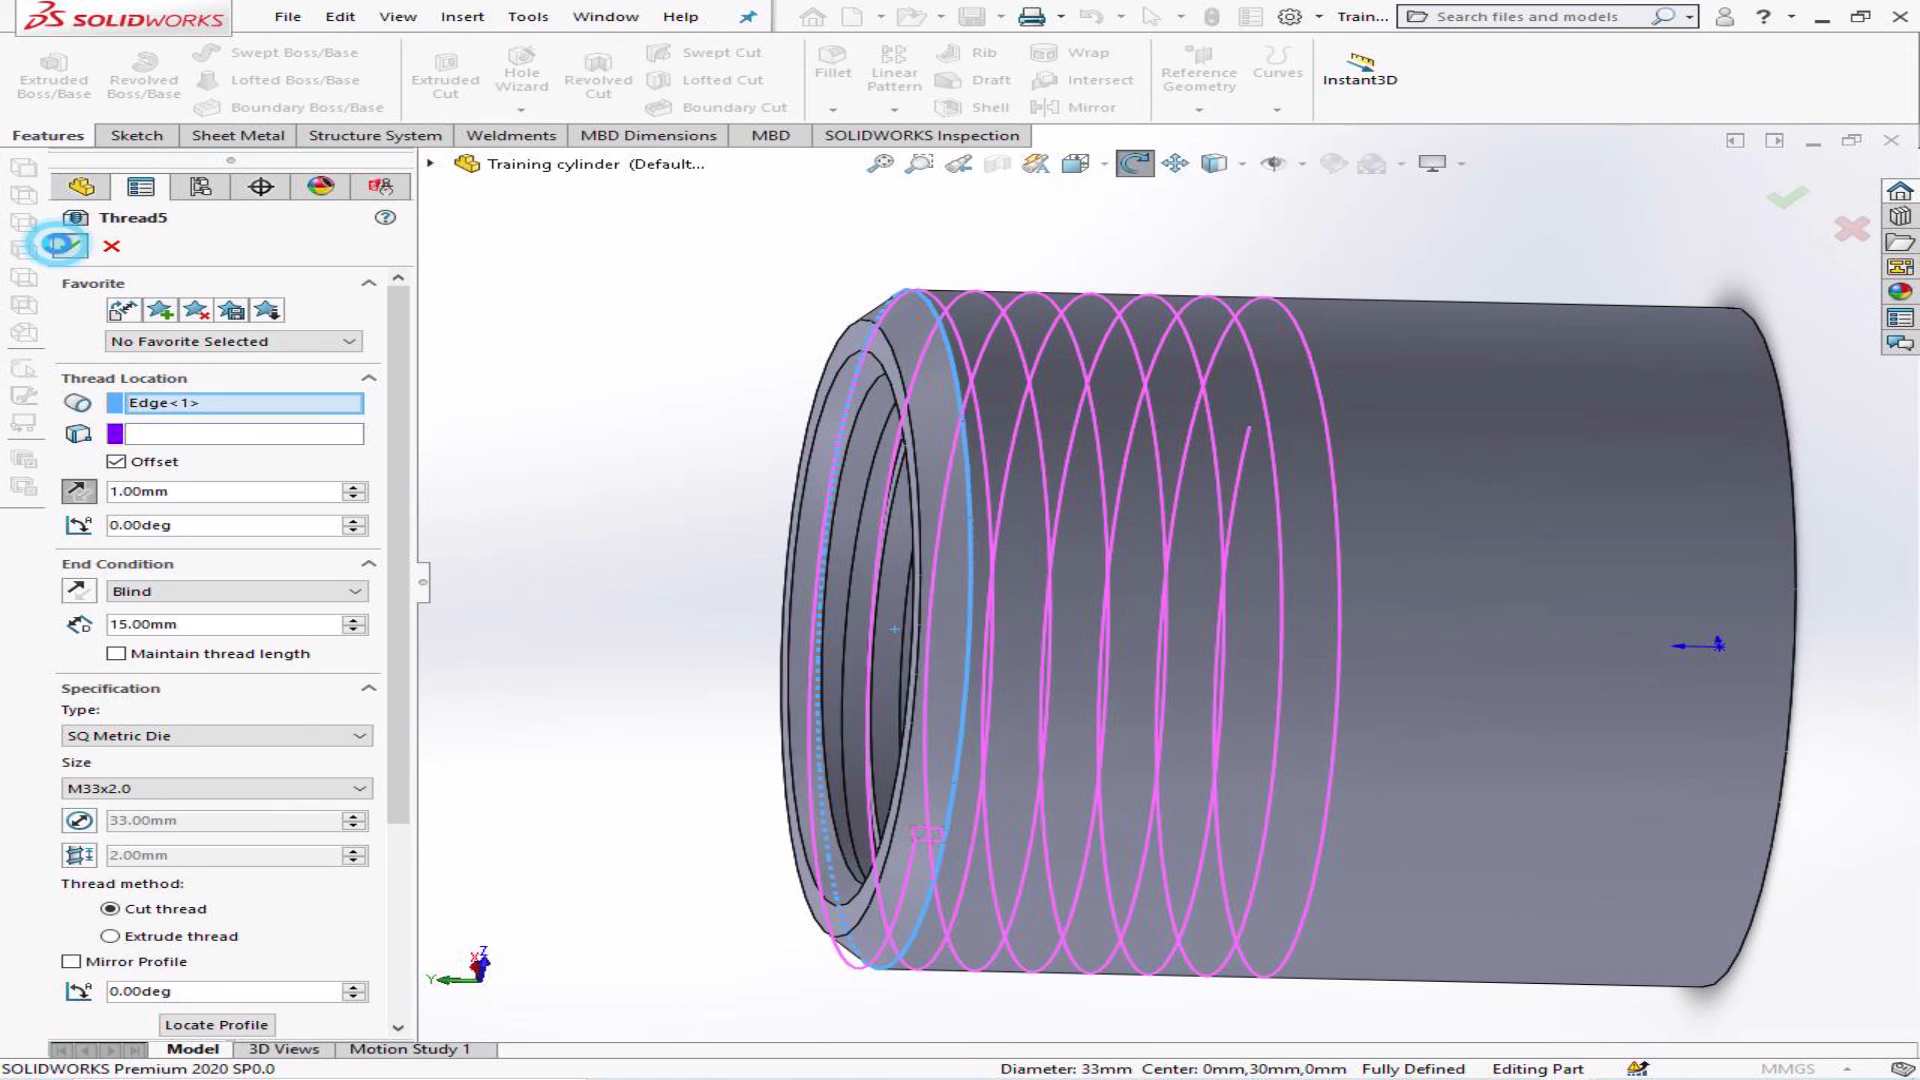 SOLIDWORKS File Edit View Insert Tools Window Help Train... Search files and models ?
Extruded Boss/Base
Revolved Boss/Base
Swept Boss/Base
Lofted Boss/Base
Boundary Boss/Base
Extruded Cut
Hole Wizard
Revolved Cut
Swept Cut
Lofted Cut
Boundary Cut
Fillet
Linear Pattern
Rib
Draft
Shell
Wrap
Intersect
Mirror
Reference Geometry
Curves
Instant3D
Features Sketch Sheet Metal Structure System Weldments MBD Dimensions MBD SOLIDWORKS Inspection
Training cylinder (Default...
Thread5 ?
Favorite
No Favorite Selected
Thread Location
Edge<1>
Offset
1.00mm
0.00deg
End Condition
Blind
15.00mm
Maintain thread length
Specification
Type:
SQ Metric Die
Size
M33x2.0
33.00mm
2.00mm
Thread method:
Cut thread
Extrude thread
Mirror Profile
0.00deg
Locate Profile
Z
X
Y
Model 3D Views Motion Study 1
SOLIDWORKS Premium 2020 SP0.0 Diameter: 33mm Center: 0mm,30mm,0mm Fully Defined Editing Part MMGS